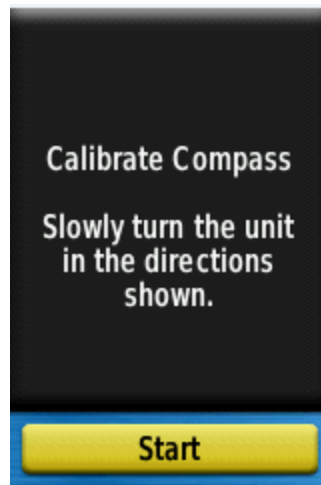 Calibrate Compass
Slowly turn the unit
in the directions
shown.
Start